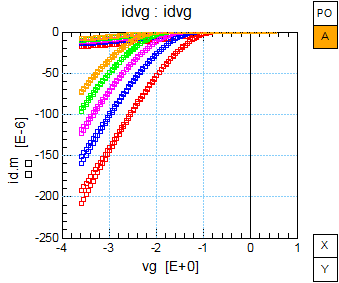 idvg : idvg
PO
A
0
-50
-100
-150
-200
-250
id.m [E-6]
-4 -3 -2 -1 0 1
vg [E+0]
X
Y